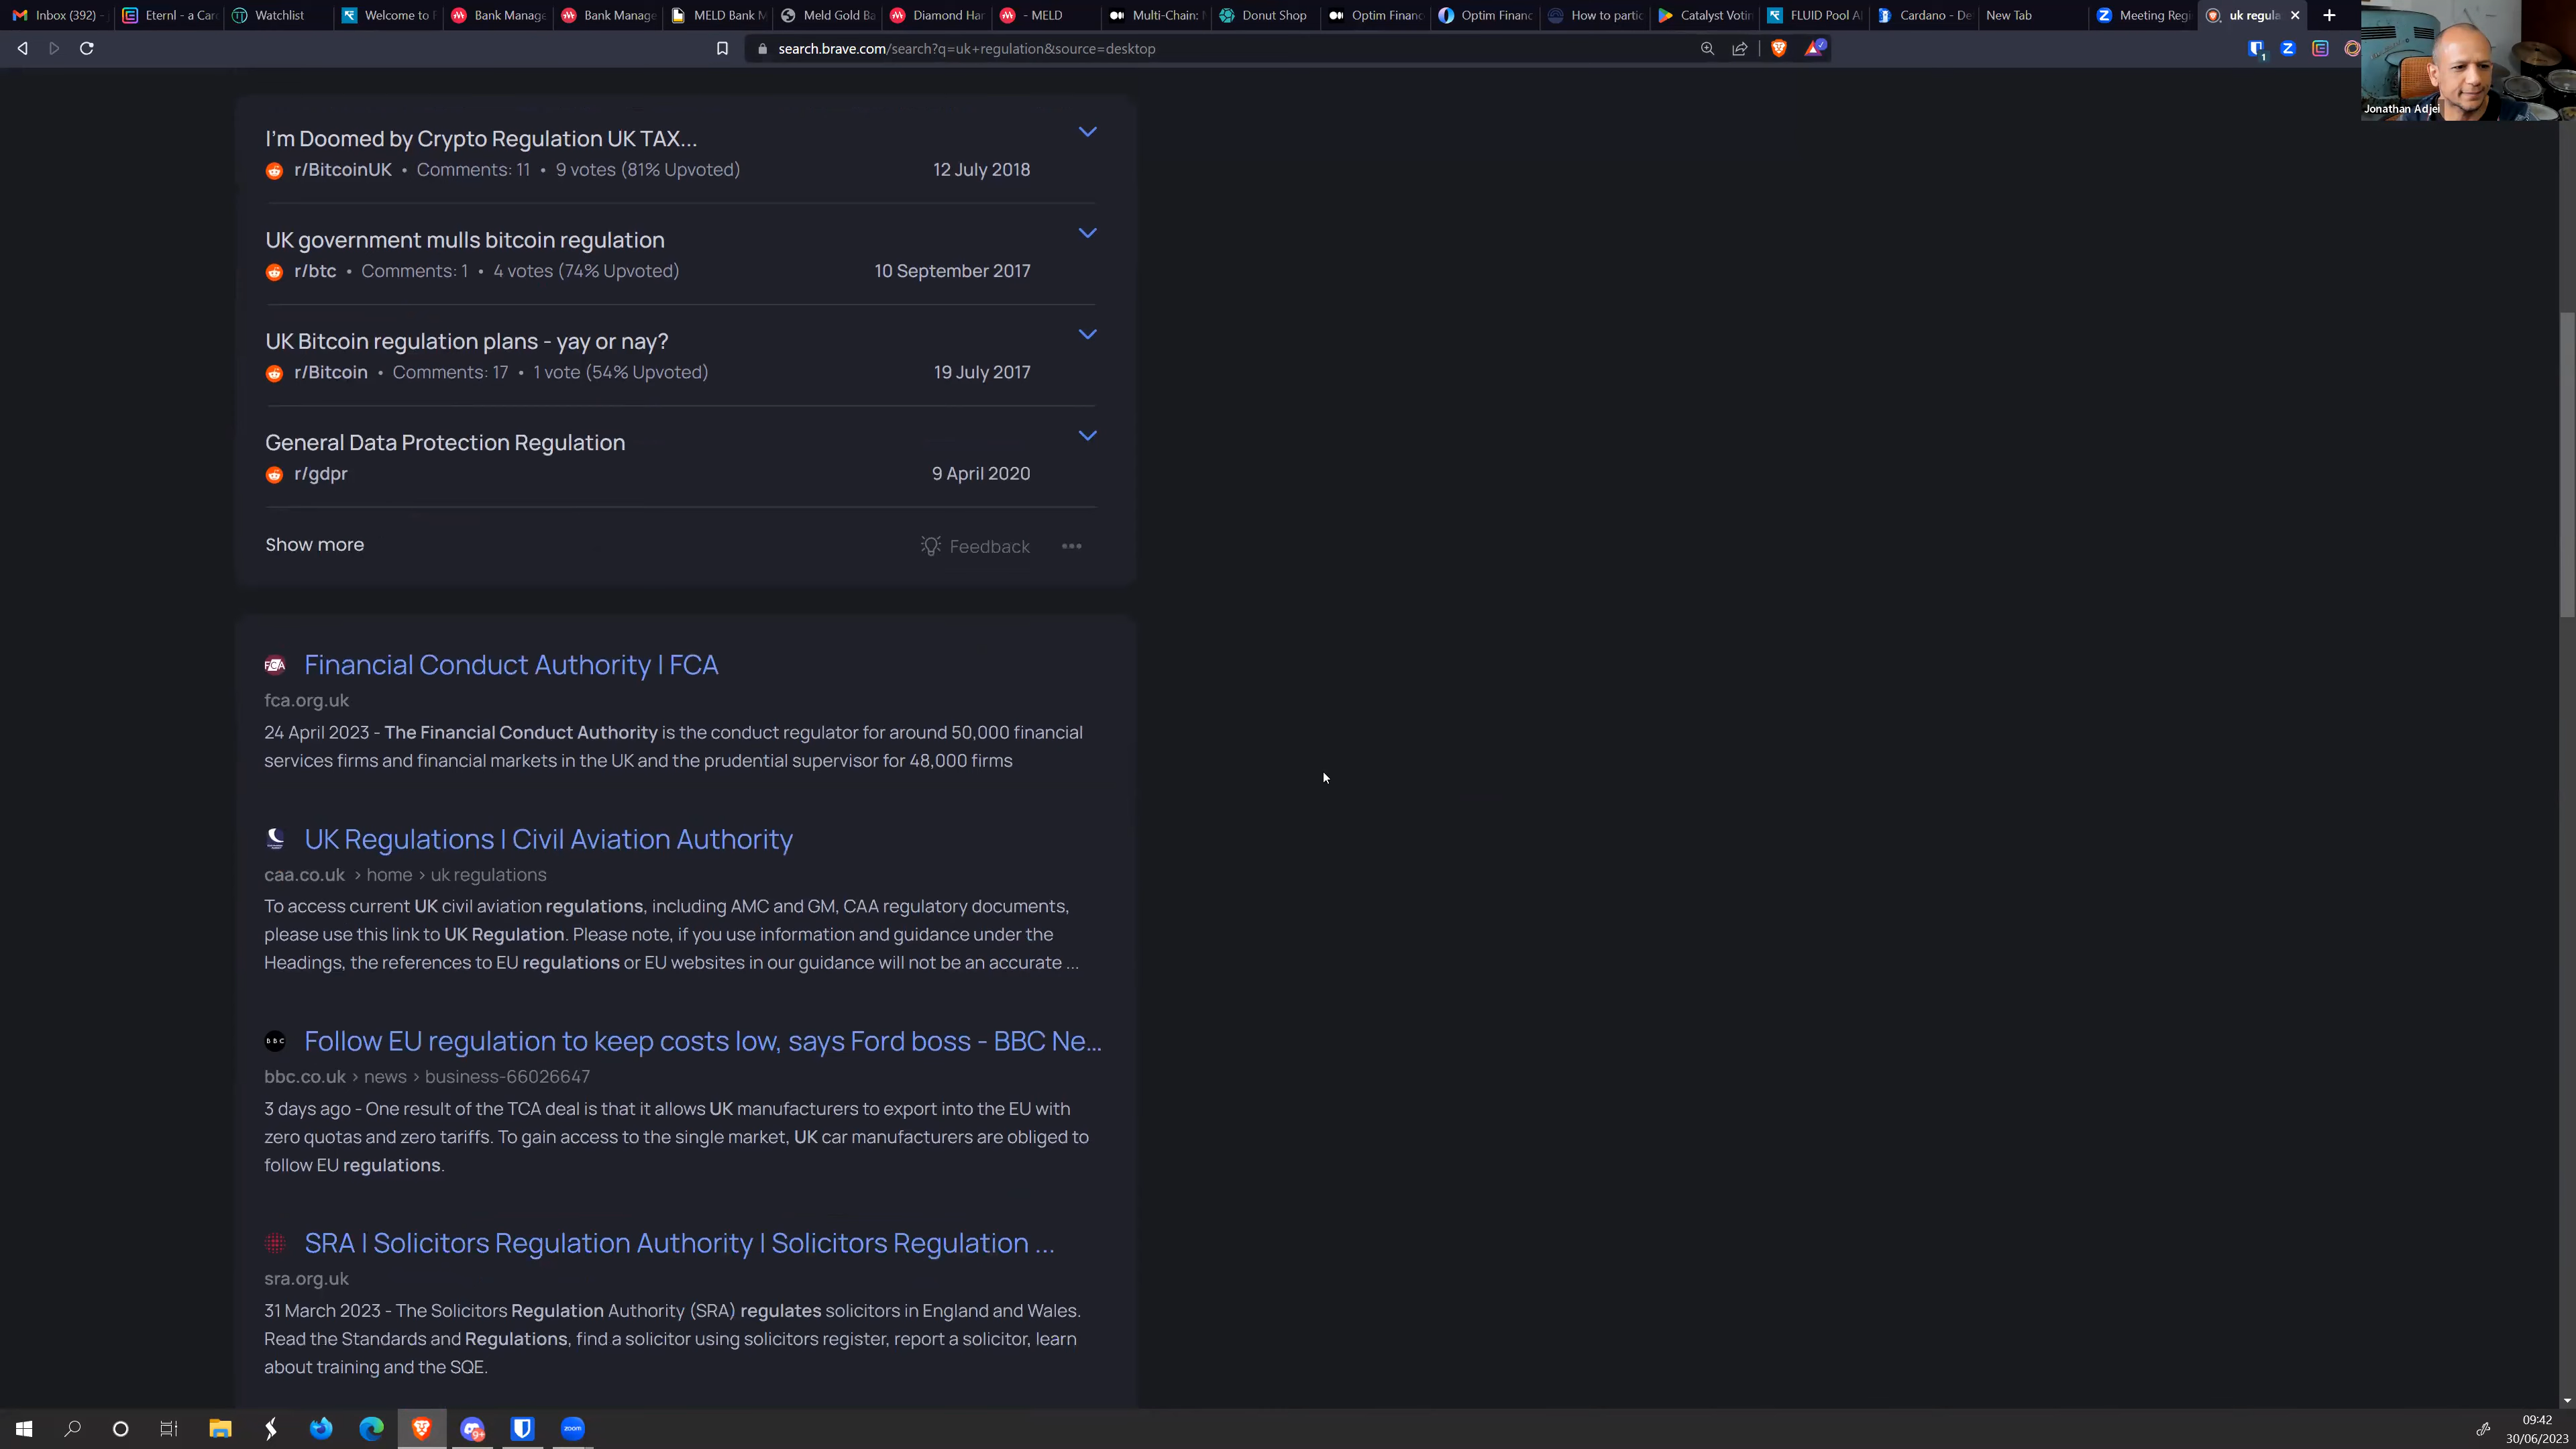 Inbox (392) -
Eternl - a Car
Watchlist
Welcome to F
Bank Manage
Bank Manage
MELD Bank M
Meld Gold Ba
Diamond Han
- MELD
Multi-Chain: M
Donut Shop
Optim Financ
Optim Financ
How to partic
Catalyst Votin
FLUID Pool A
Cardano - De
New Tab
Meeting Regi
uk regula
search.brave.com/search?q=uk+regulation&source=desktop
1
Jonathan Adjei
I'm Doomed by Crypto Regulation UK TAX...
r/BitcoinUK • Comments: 11 • 9 votes (81% Upvoted) 12 July 2018
UK government mulls bitcoin regulation
r/btc • Comments: 1 • 4 votes (74% Upvoted) 10 September 2017
UK Bitcoin regulation plans - yay or nay?
r/Bitcoin • Comments: 17 • 1 vote (54% Upvoted) 19 July 2017
General Data Protection Regulation
r/gdpr 9 April 2020
Show more Feedback
FCA Financial Conduct Authority | FCA
fca.org.uk
24 April 2023 - The Financial Conduct Authority is the conduct regulator for around 50,000 financial
services firms and financial markets in the UK and the prudential supervisor for 48,000 firms
UK Regulations | Civil Aviation Authority
caa.co.uk › home › uk regulations
To access current UK civil aviation regulations, including AMC and GM, CAA regulatory documents,
please use this link to UK Regulation. Please note, if you use information and guidance under the
Headings, the references to EU regulations or EU websites in our guidance will not be an accurate ...
BBC Follow EU regulation to keep costs low, says Ford boss - BBC Ne...
bbc.co.uk › news › business-66026647
3 days ago - One result of the TCA deal is that it allows UK manufacturers to export into the EU with
zero quotas and zero tariffs. To gain access to the single market, UK car manufacturers are obliged to
follow EU regulations.
SRA | Solicitors Regulation Authority | Solicitors Regulation ...
sra.org.uk
31 March 2023 - The Solicitors Regulation Authority (SRA) regulates solicitors in England and Wales.
Read the Standards and Regulations, find a solicitor using solicitors register, report a solicitor, learn
about training and the SQE.
zoom
09:42
30/06/2023